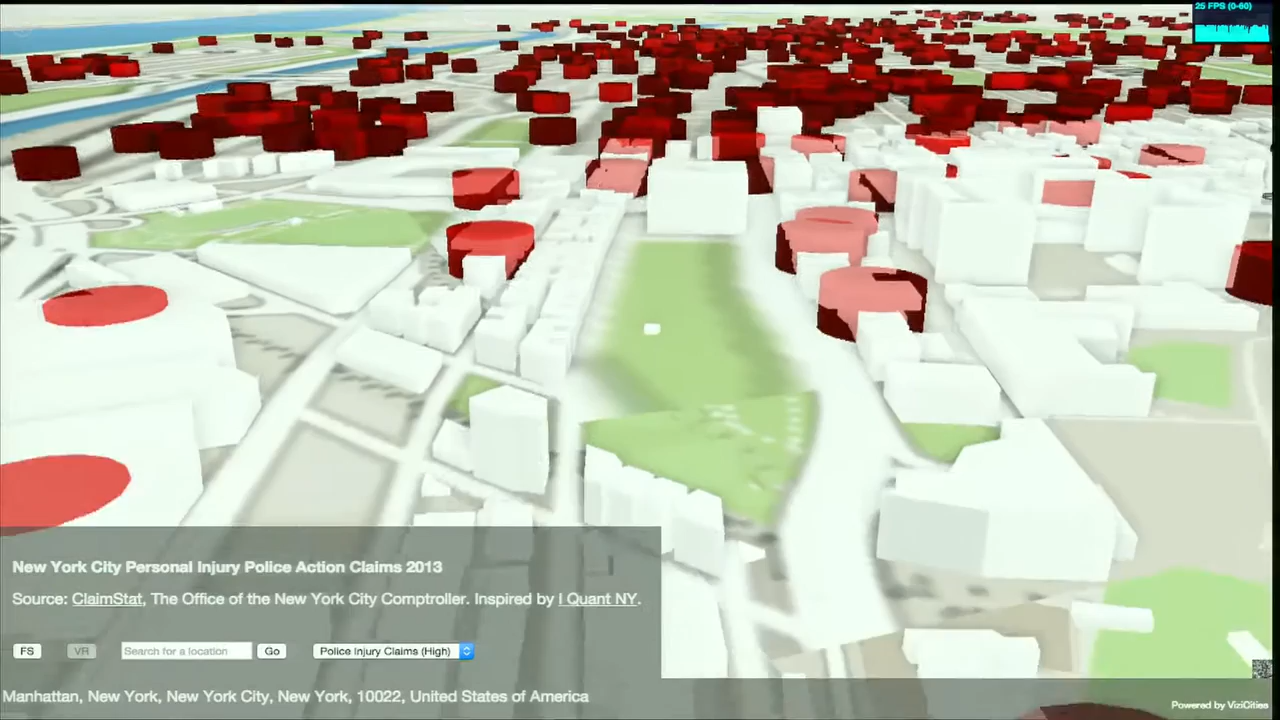 25 FPS (0-60)
New York City Personal Injury Police Action Claims 2013
Source: ClaimStat, The Office of the New York City Comptroller. Inspired by I Quant NY.
FS VR Search for a location Go Police Injury Claims (High)
Manhattan, New York, New York City, New York, 10022, United States of America
Powered by ViziCities